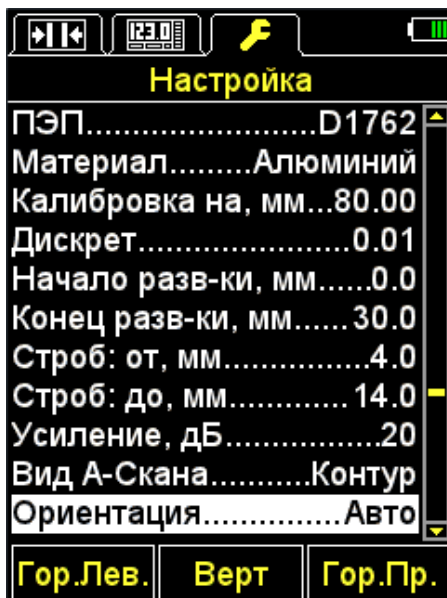 123.0
Настройка
ПЭП........................D1762
Материал.........Алюминий
Калибровка на, мм...80.00
Дискрет......................0.01
Начало разв-ки, мм......0.0
Конец разв-ки, мм......30.0
Строб: от, мм................4.0
Строб: до, мм.............14.0
Усиление, дБ................20
Вид А-Скана...........Контур
Ориентация...............Авто
Гор.Лев. Верт Гор.Пр.